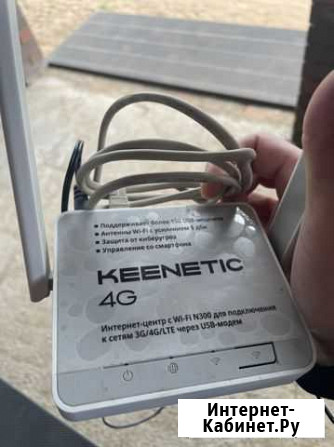 Поддерживает более 150 USB-модемов
Антенны Wi-Fi с усилением 5 дБи
Защита от киберугроз
Управление со смартфона
KEENETIC
4G
Интернет-центр с Wi-Fi N300 для подключения
к сетям 3G/4G/LTE через USB-модем
Интернет-
Кабинет.Ру